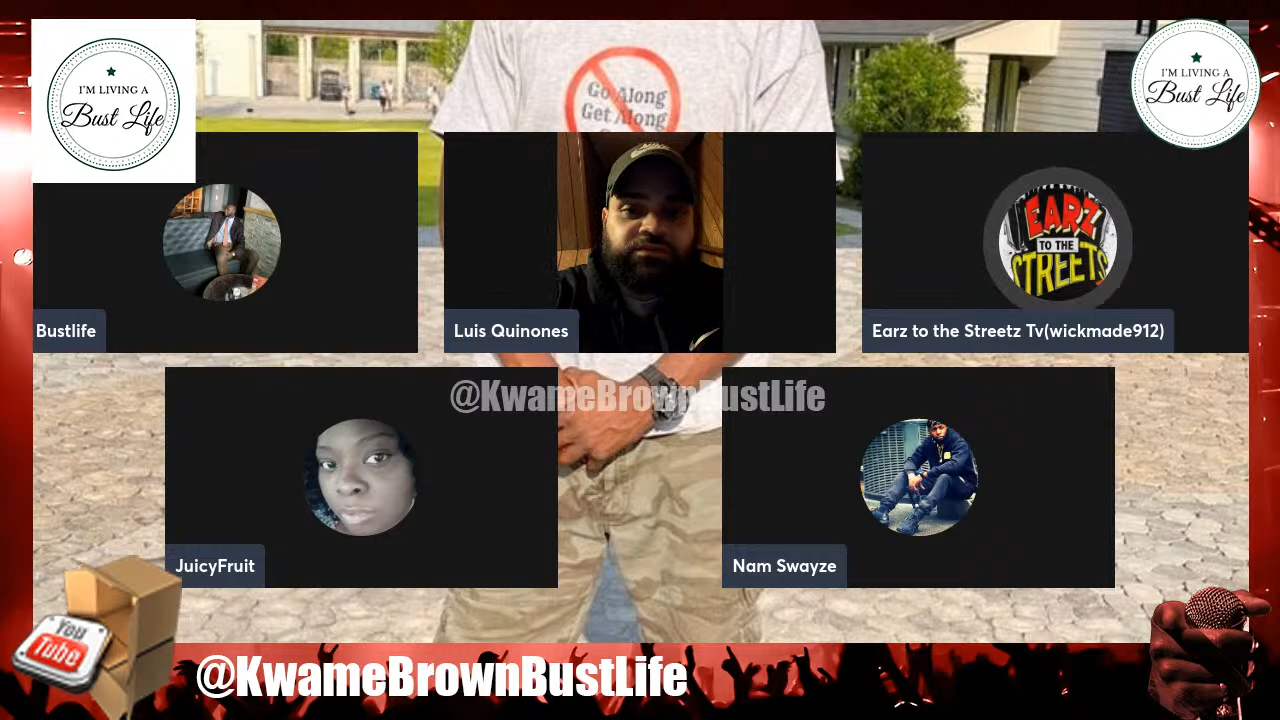 I'M LIVING A
Bust Life
I'M LIVING A
Bust Life
Go Along
Get Along
EARZ
TO THE
STREETS
Bustlife
Luis Quinones
Earz to the Streetz Tv(wickmade912)
@KwameBrownBustLife
JuicyFruit
Nam Swayze
You
Tube
@KwameBrownBustLife